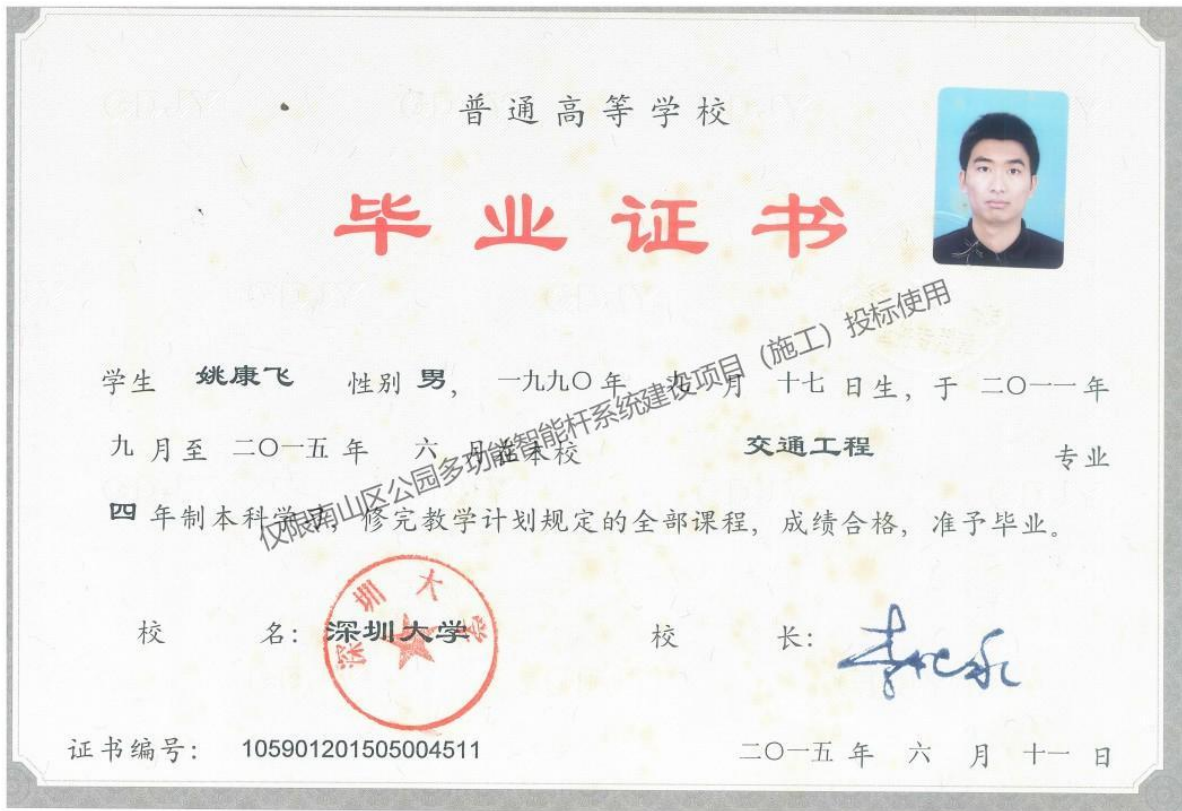 普通高等学校
毕业证书
学生 姚康飞 性别 男， 一九九〇年 九 月 十七 日生，于 二〇一一年
九 月至 二〇一五 年 六 月在本校 交通工程 专业
四 年制本科学习，修完教学计划规定的全部课程，成绩合格，准予毕业。
仅限南山区公园多功能智能杆系统建设项目（施工）投标使用
校 名：深圳大学 校 长：
深圳大学
证书编号： 105901201505004511 二〇一五 年 六 月 十一 日